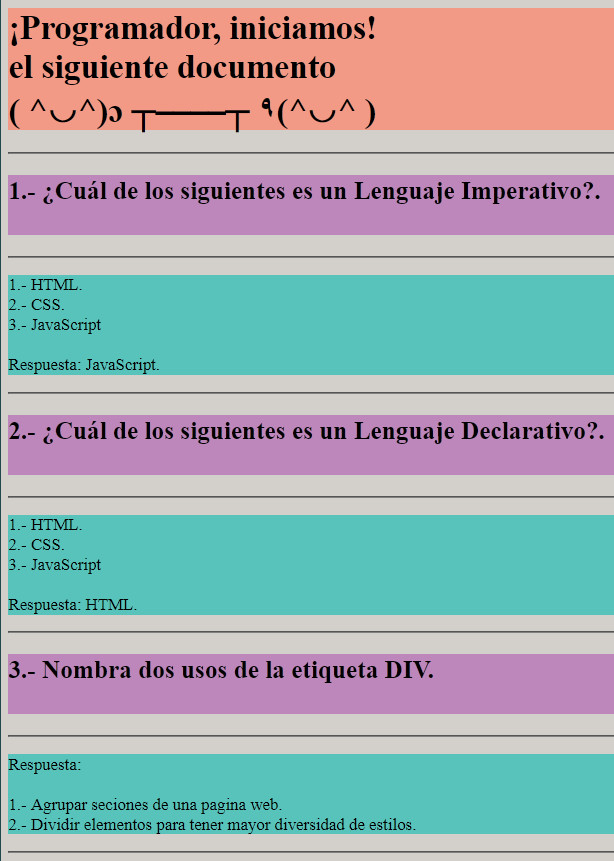 ¡Programador, iniciamos!
el siguiente documento
( ^◡^)ɔ ┬────┬ ٩(^◡^ )
1.- ¿Cuál de los siguientes es un Lenguaje Imperativo?.
1.- HTML.
2.- CSS.
3.- JavaScript
Respuesta: JavaScript.
2.- ¿Cuál de los siguientes es un Lenguaje Declarativo?.
1.- HTML.
2.- CSS.
3.- JavaScript
Respuesta: HTML.
3.- Nombra dos usos de la etiqueta DIV.
Respuesta:
1.- Agrupar seciones de una pagina web.
2.- Dividir elementos para tener mayor diversidad de estilos.